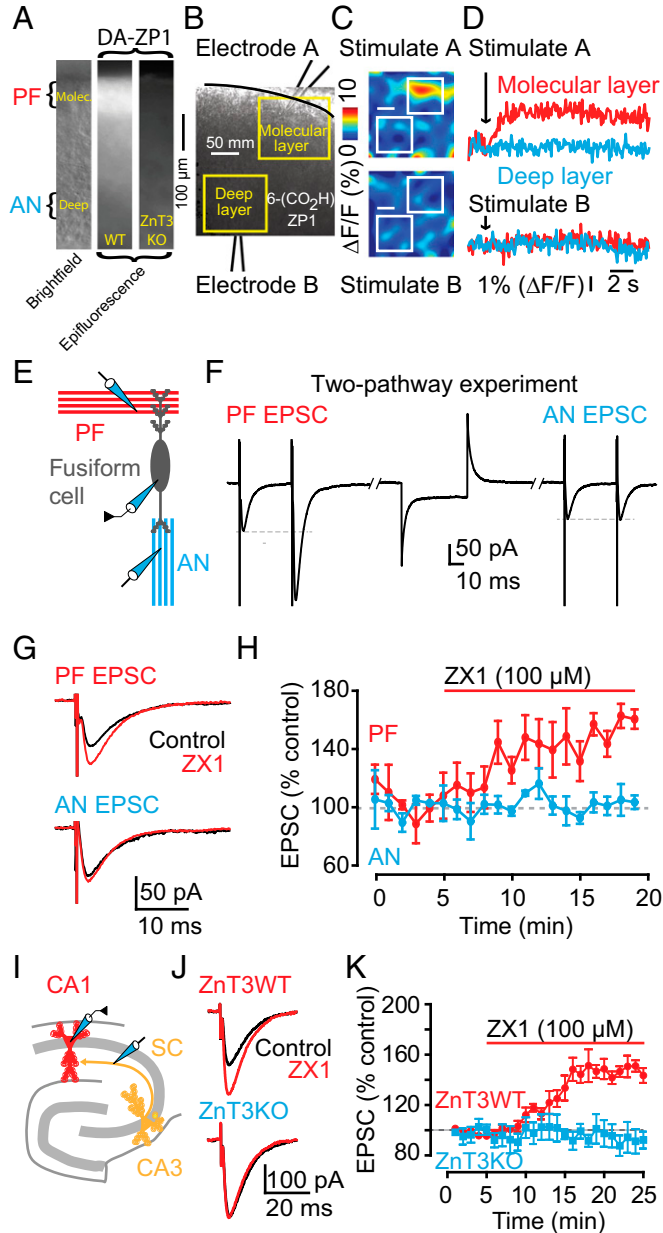 A
DA-ZP1
PF
Molec.
AN
Deep
WT
ZnT3
KO
100 µm
Brightfield
Epifluorescence
B
Electrode A
50 mm
Molecular
layer
Deep
layer
6-(CO₂H)
ZP1
Electrode B
C
Stimulate A
10
0
ΔF/F (%)
Stimulate B
D
Stimulate A
Molecular layer
Deep layer
Stimulate B
1% (ΔF/F)
2 s
E
PF
Fusiform
cell
AN
F
Two-pathway experiment
PF EPSC
AN EPSC
50 pA
10 ms
G
PF EPSC
Control
ZX1
AN EPSC
50 pA
10 ms
H
ZX1 (100 µM)
EPSC (% control)
180
140
100
60
PF
AN
0
5
10
15
20
Time (min)
I
CA1
SC
CA3
J
ZnT3WT
Control
ZX1
ZnT3KO
100 pA
20 ms
K
ZX1 (100 µM)
EPSC (% control)
200
160
120
80
ZnT3WT
ZnT3KO
0
5
10
15
20
25
Time (min)